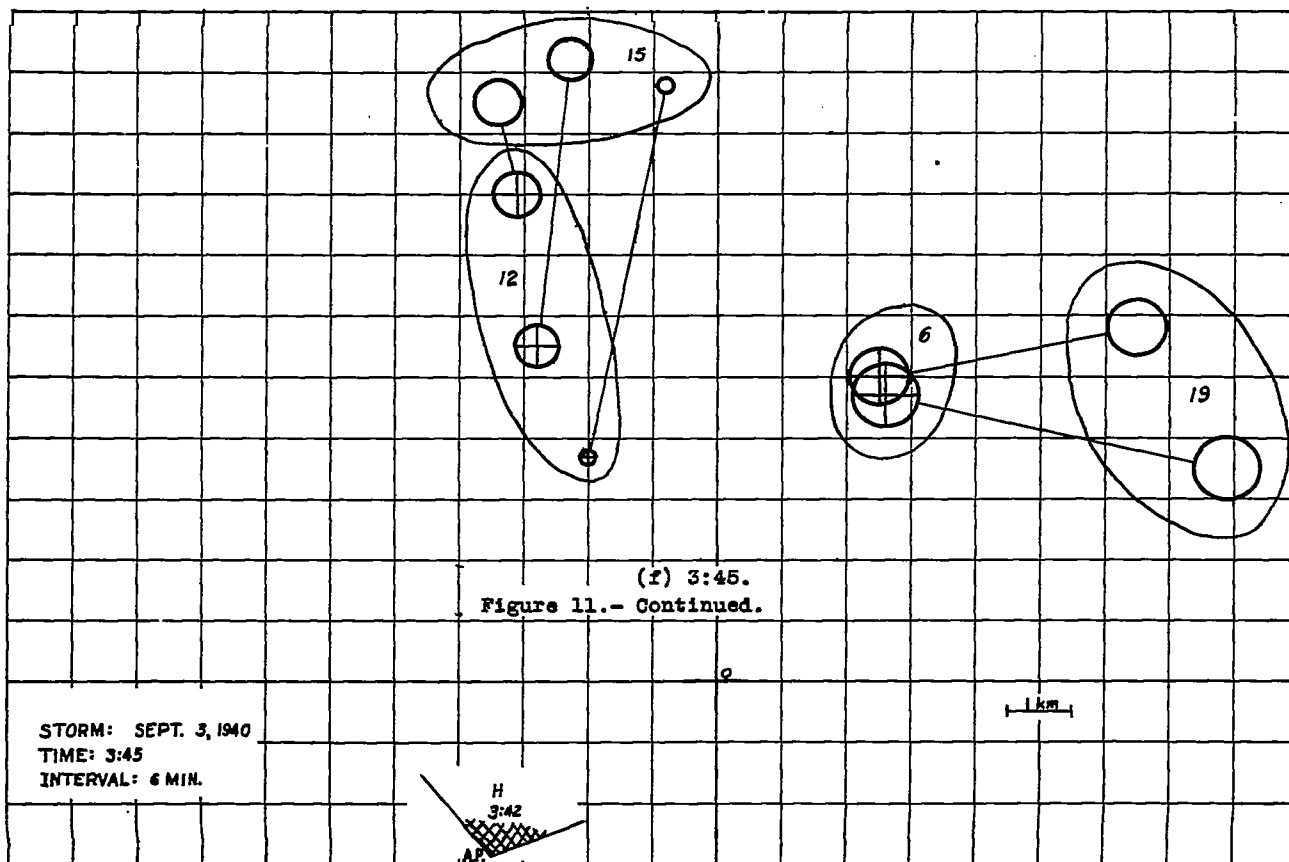 15
12
6
19
(f) 3:45.
Figure 11.- Continued.
1 km
STORM: SEPT. 3, 1940
TIME: 3:45
INTERVAL: 6 MIN.
H
3:42
A.P.